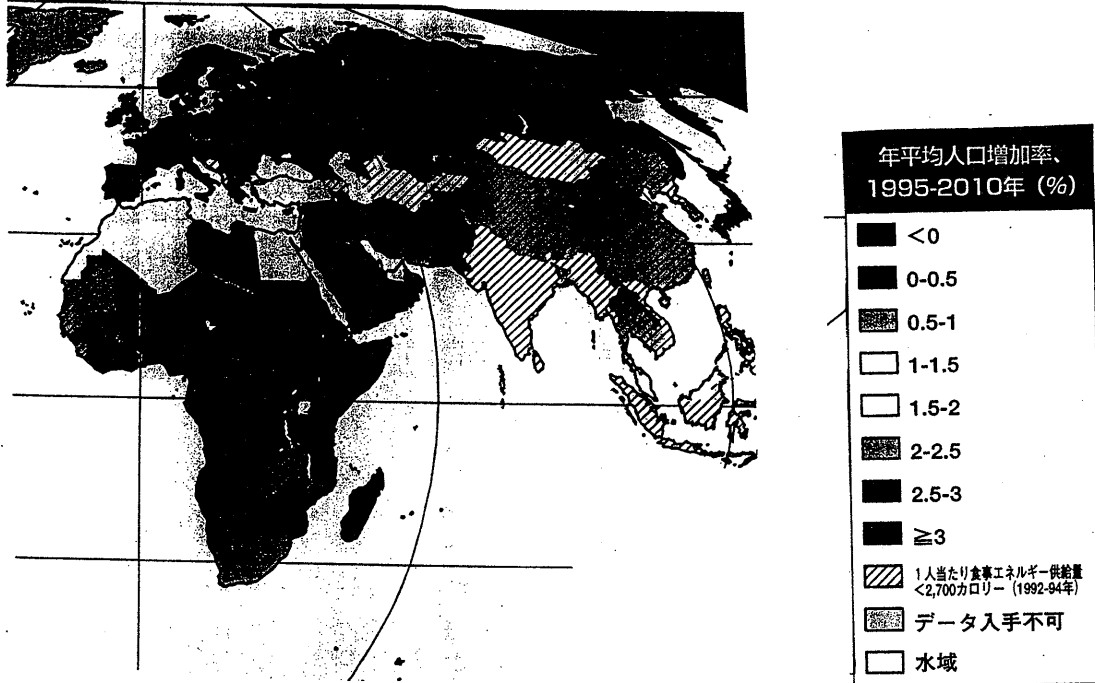 年平均人口増加率、
1995-2010年（%）
<0
0-0.5
0.5-1
1-1.5
1.5-2
2-2.5
2.5-3
≧3
1人当たり食事エネルギー供給量
<2,700カロリー（1992-94年）
データ入手不可
水域